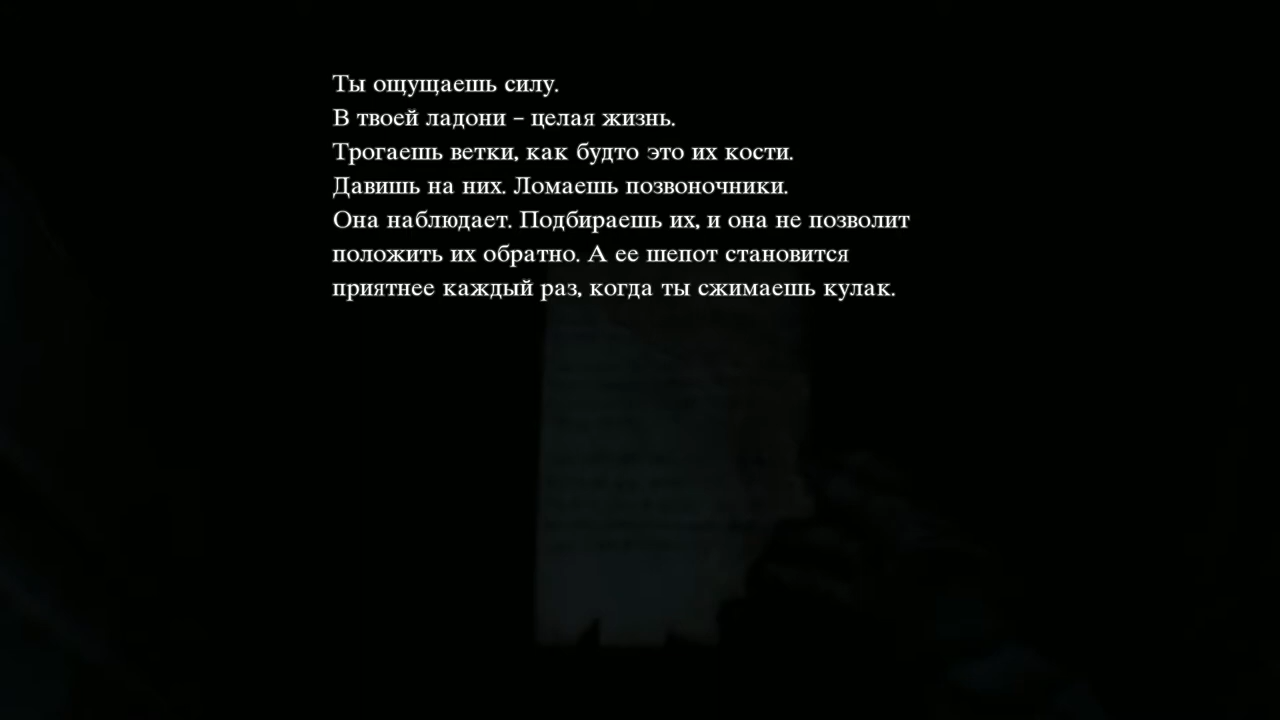 Ты ощущаешь силу.
В твоей ладони – целая жизнь.
Трогаешь ветки, как будто это их кости.
Давишь на них. Ломаешь позвоночники.
Она наблюдает. Подбираешь их, и она не позволит
положить их обратно. А ее шепот становится
приятнее каждый раз, когда ты сжимаешь кулак.